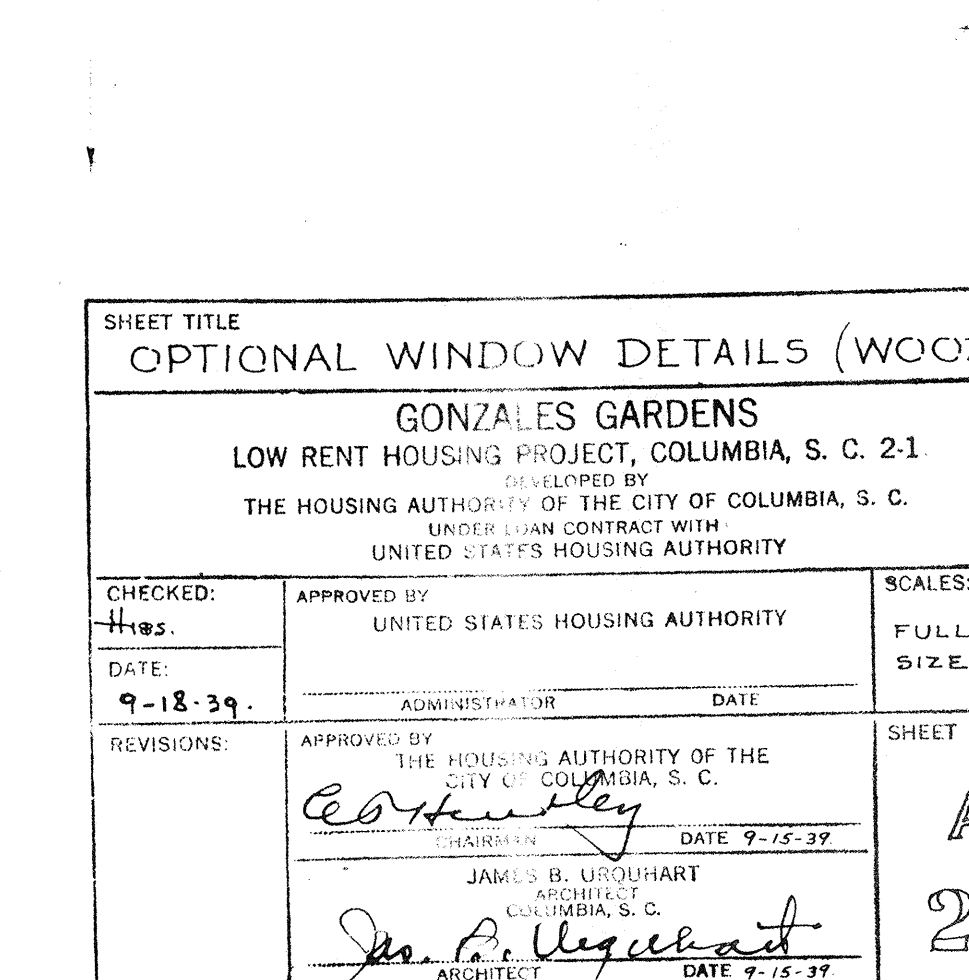 SHEET TITLE
OPTIONAL WINDOW DETAILS (WOO
GONZALES GARDENS
LOW RENT HOUSING PROJECT, COLUMBIA, S. C. 2-1
DEVELOPED BY
THE HOUSING AUTHORITY OF THE CITY OF COLUMBIA, S. C.
UNDER LOAN CONTRACT WITH
UNITED STATES HOUSING AUTHORITY
CHECKED:
DATE:
9-18-39.
APPROVED BY
UNITED STATES HOUSING AUTHORITY
ADMINISTRATOR DATE
SCALES:
FULL
SIZE
REVISIONS:
APPROVED BY
THE HOUSING AUTHORITY OF THE
CITY OF COLUMBIA, S. C.
CHAIRMAN DATE 9-15-39.
JAMES B. URQUHART
ARCHITECT
COLUMBIA, S. C.
Jas. B. Urquhart
ARCHITECT DATE 9-15-39.
SHEET
A
2